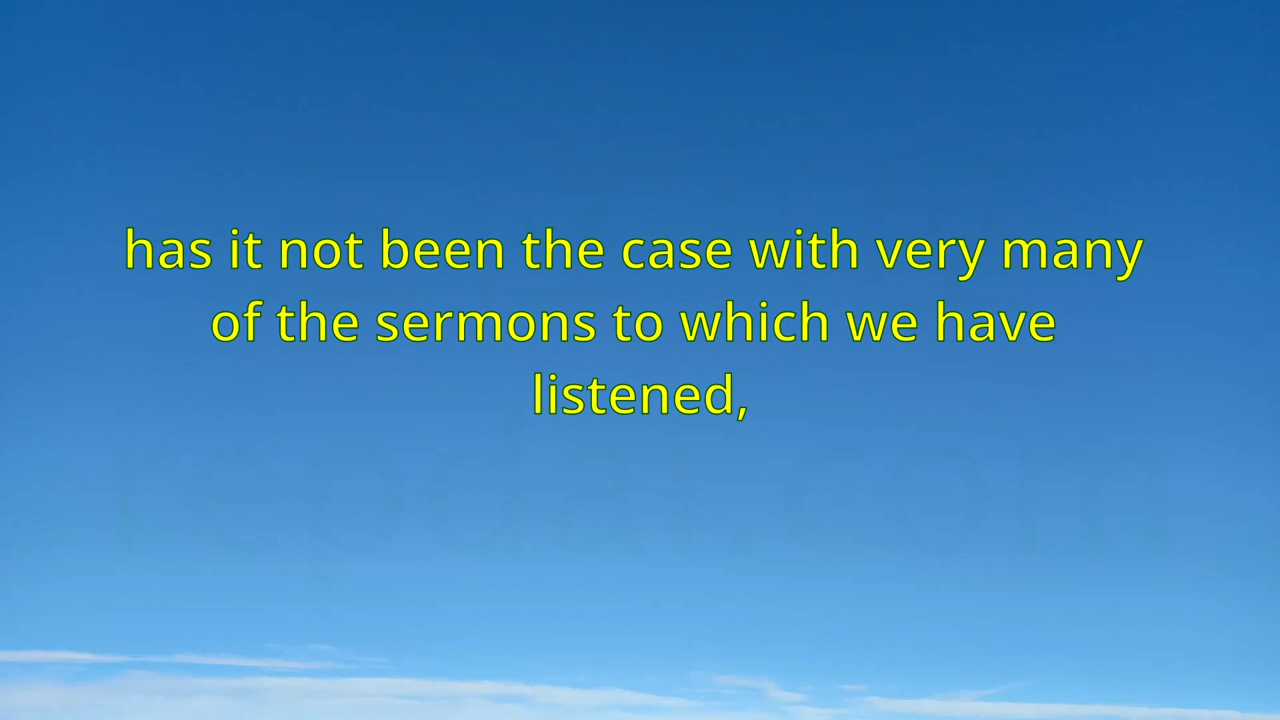 has it not been the case with very many
of the sermons to which we have
listened,